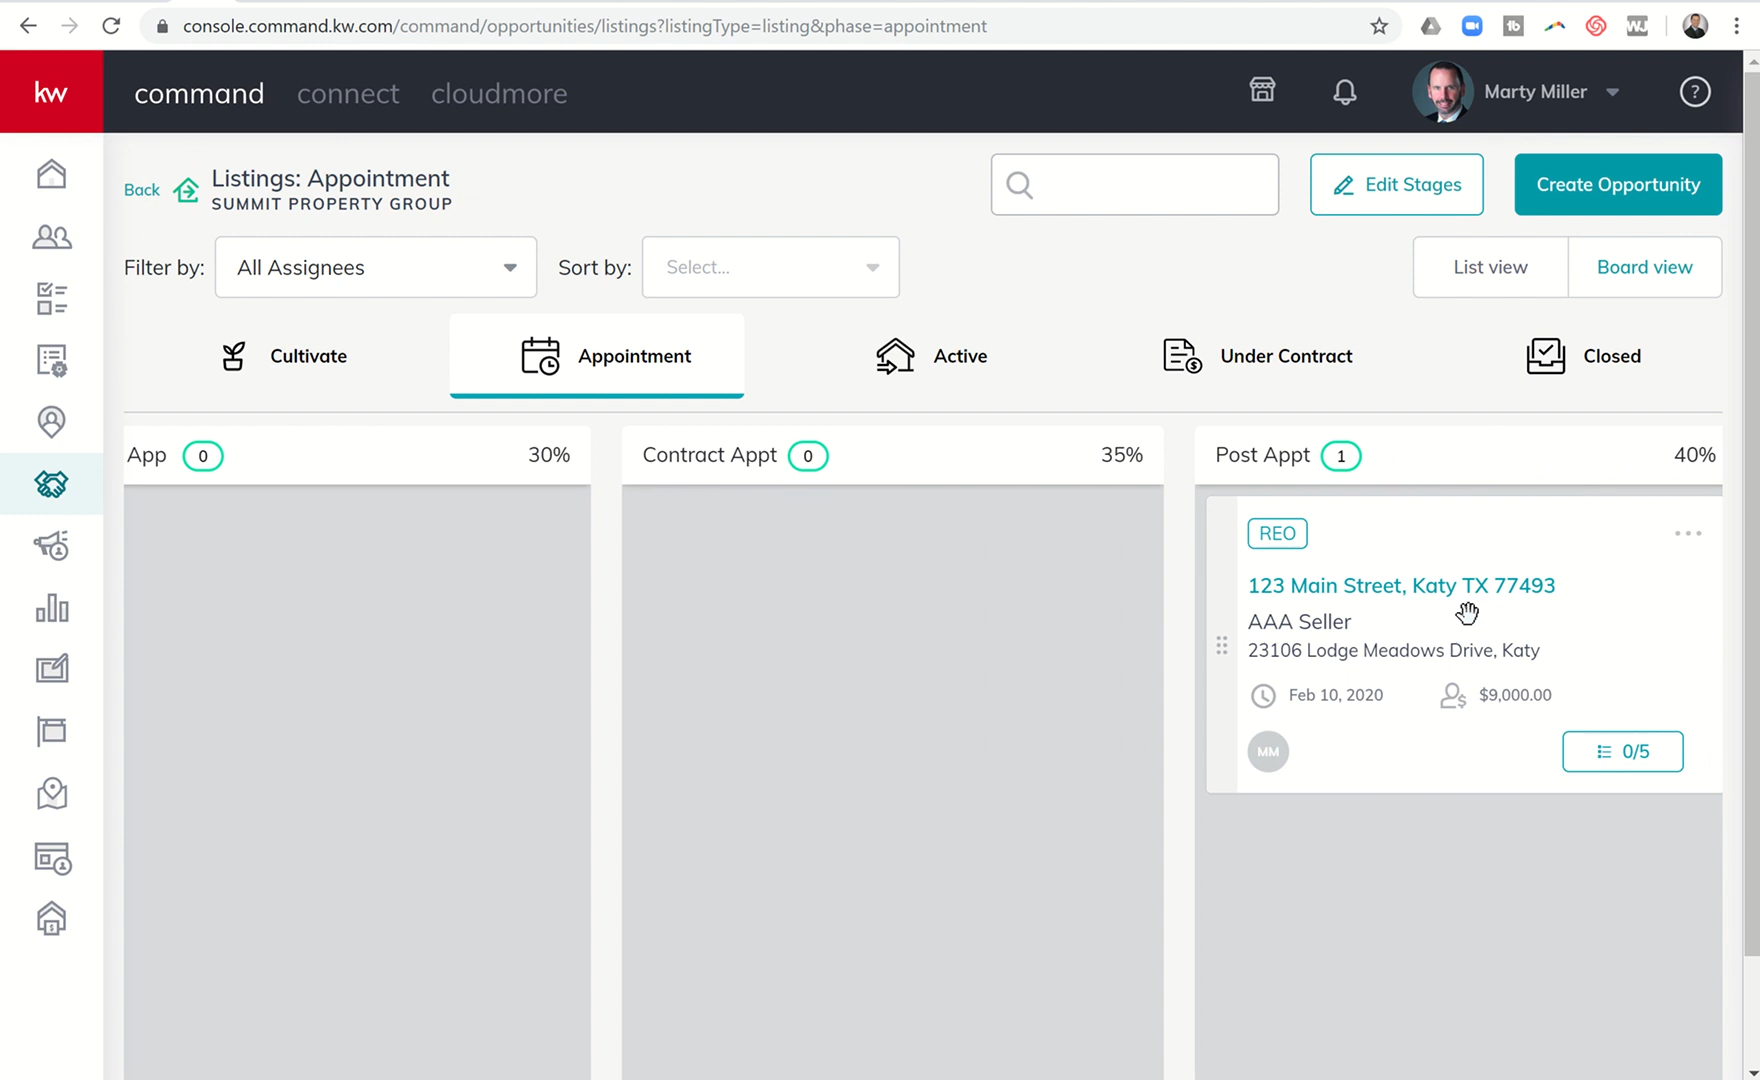 console.command.kw.com/command/opportunities/listings?listingType=listing&phase=appointment
kw command connect cloudmore Marty Miller ?
Back Listings: Appointment
SUMMIT PROPERTY GROUP
Edit Stages Create Opportunity
Filter by: All Assignees Sort by: Select... List view Board view
Cultivate Appointment Active Under Contract Closed
App 0 30% Contract Appt 0 35% Post Appt 1 40%
REO
123 Main Street, Katy TX 77493
AAA Seller
23106 Lodge Meadows Drive, Katy
Feb 10, 2020 $9,000.00
MM 0/5